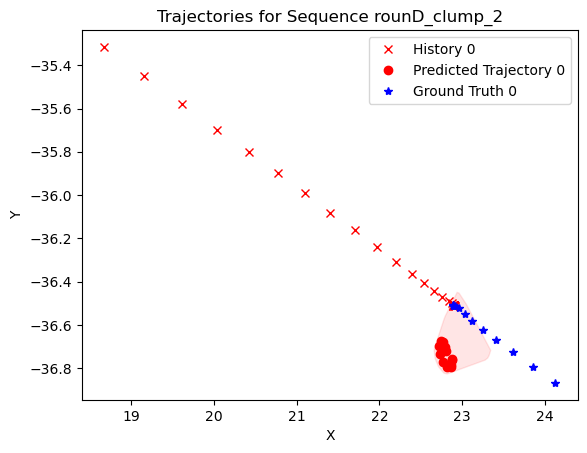 Trajectories for Sequence rounD_clump_2
History 0
Predicted Trajectory 0
Ground Truth 0
−35.4
−35.6
−35.8
−36.0
−36.2
−36.4
−36.6
−36.8
Y
19
20
21
22
23
24
X